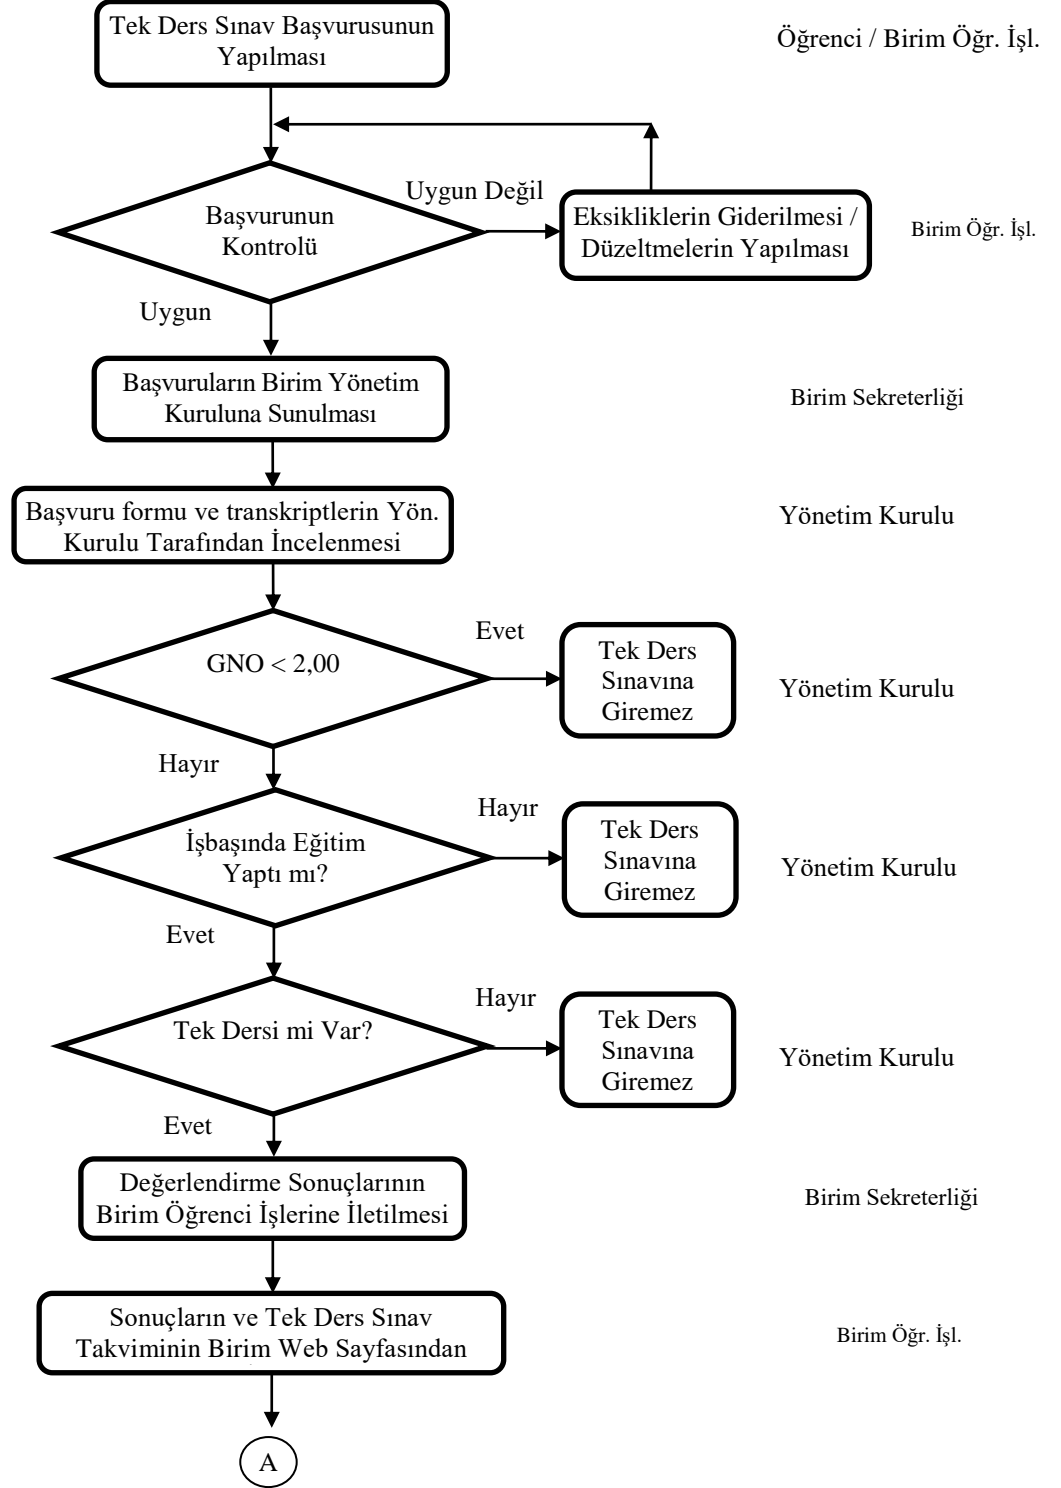 Tek Ders Sınav Başvurusunun
Yapılması
Öğrenci / Birim Öğr. İşl.
Uygun Değil
Başvurunun
Kontrolü
Eksikliklerin Giderilmesi /
Düzeltmelerin Yapılması
Birim Öğr. İşl.
Uygun
Başvuruların Birim Yönetim
Kuruluna Sunulması
Birim Sekreterliği
Başvuru formu ve transkriptlerin Yön.
Kurulu Tarafından İncelenmesi
Yönetim Kurulu
GNO < 2,00
Evet
Tek Ders
Sınavına
Giremez
Yönetim Kurulu
Hayır
İşbaşında Eğitim
Yaptı mı?
Hayır
Tek Ders
Sınavına
Giremez
Yönetim Kurulu
Evet
Tek Dersi mi Var?
Hayır
Tek Ders
Sınavına
Giremez
Yönetim Kurulu
Evet
Değerlendirme Sonuçlarının
Birim Öğrenci İşlerine İletilmesi
Birim Sekreterliği
Sonuçların ve Tek Ders Sınav
Takviminin Birim Web Sayfasından
Birim Öğr. İşl.
A